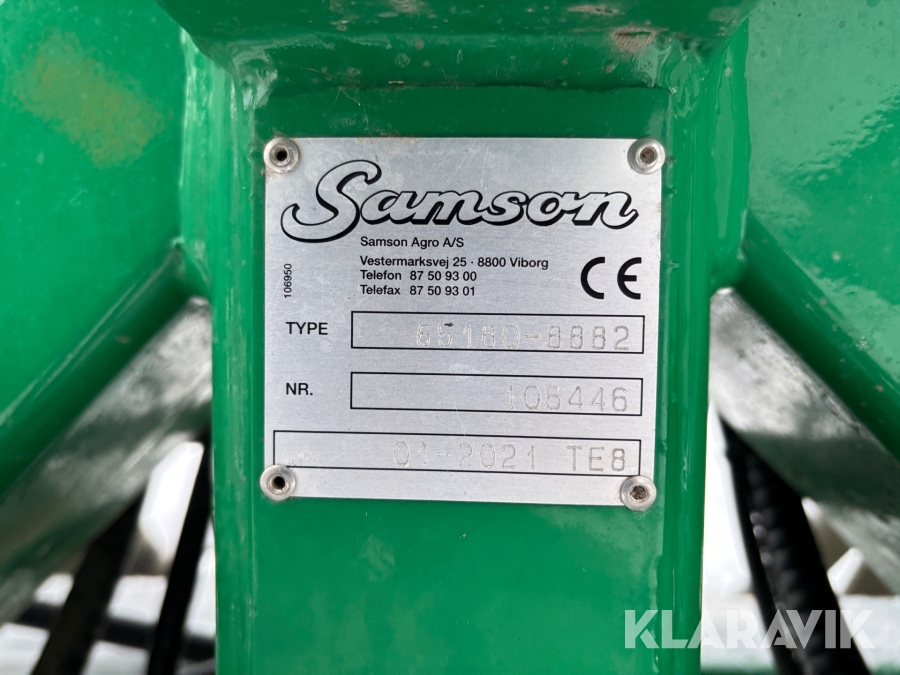 Samson
Samson Agro A/S
Vestermarksvej 25 · 8800 Viborg
Telefon 87 50 93 00
Telefax 87 50 93 01
CE
106950
TYPE 65180-8882
NR. 106446
01-2021 TE8
KLARAVIK